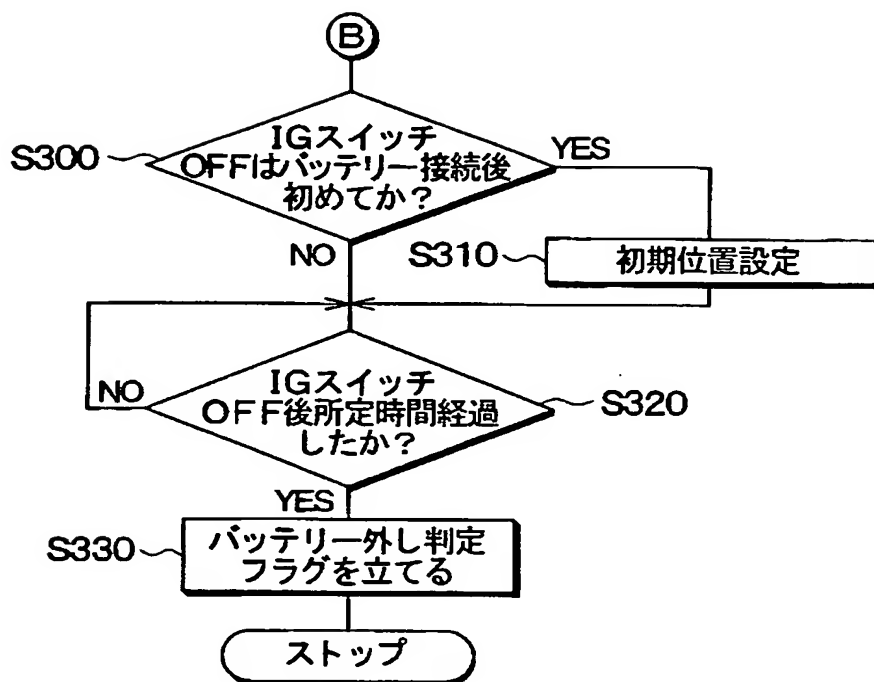 B
S300
IGスイッチ
OFFはバッテリー接続後
初めてか?
YES
NO
S310
初期位置設定
NO
IGスイッチ
OFF後所定時間経過
したか?
S320
YES
S330
バッテリー外し判定
フラグを立てる
ストップ